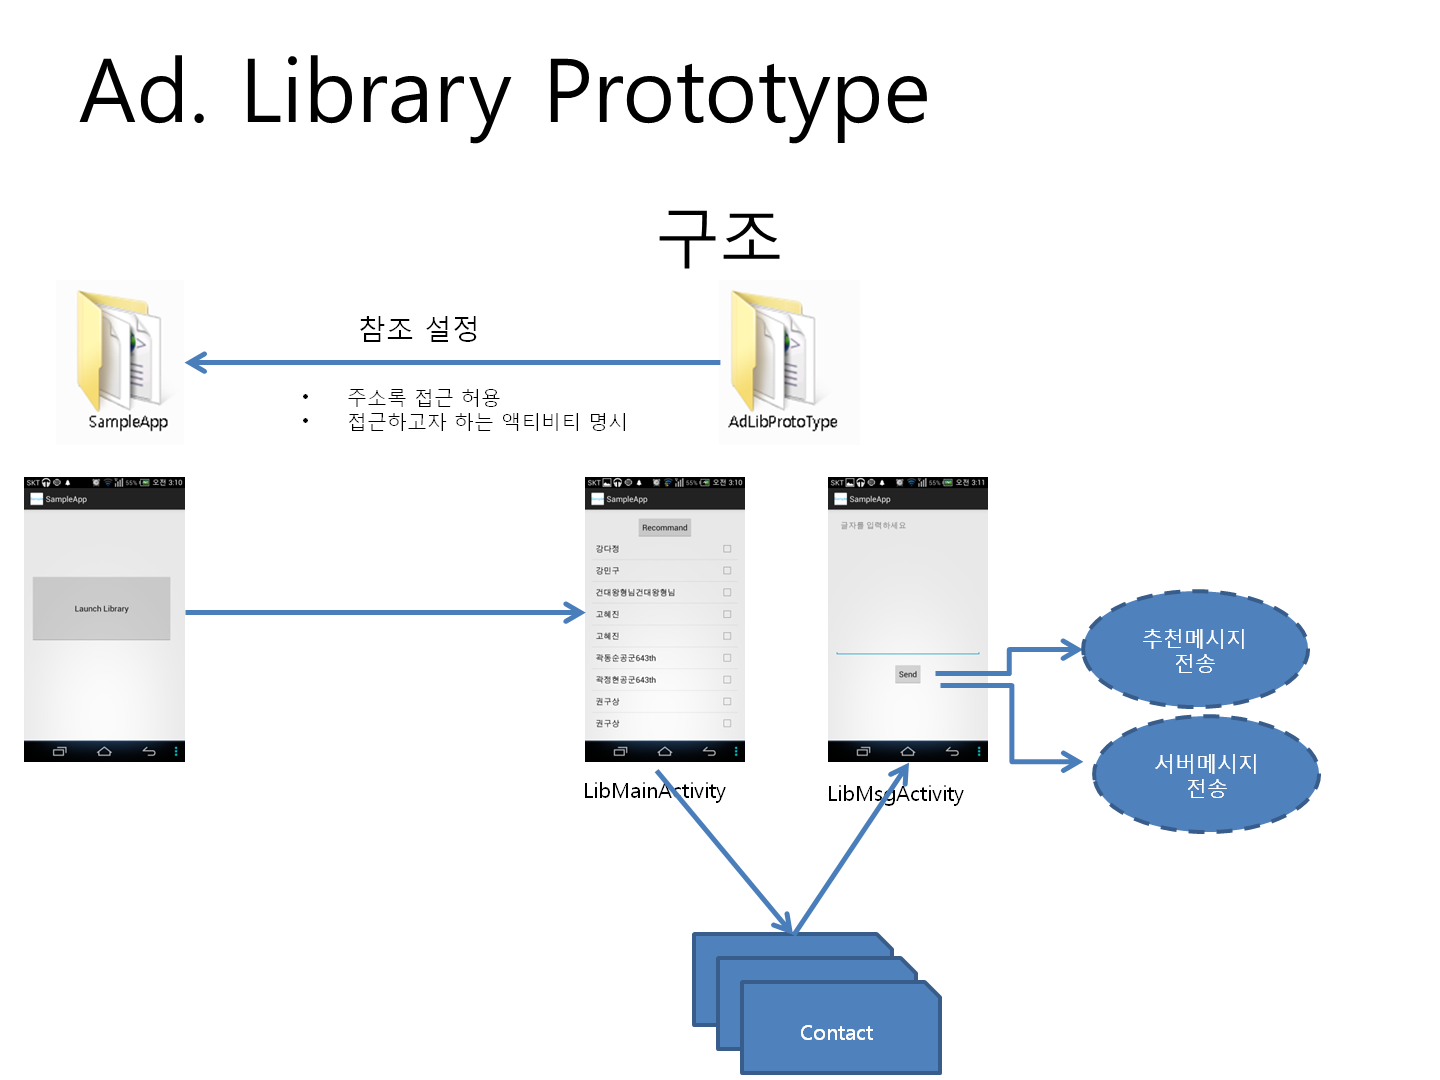 Ad. Library Prototype
구조
참조 설정
• 주소록 접근 허용
• 접근하고자 하는 액티비티 명시
SampleApp
AdLibProtoType
SKT 55% 오전 3:10
SampleApp
Launch Library
SKT 55% 오전 3:10
SampleApp
Recommand
강다정
강민구
건대왕형님건대왕형님
고혜진
고혜진
곽동순공군643th
곽정현공군643th
권구상
권구상
LibMainActivity
SKT 55% 오전 3:11
SampleApp
글자를 입력하세요
Send
LibMsgActivity
추천메시지
전송
서버메시지
전송
Contact